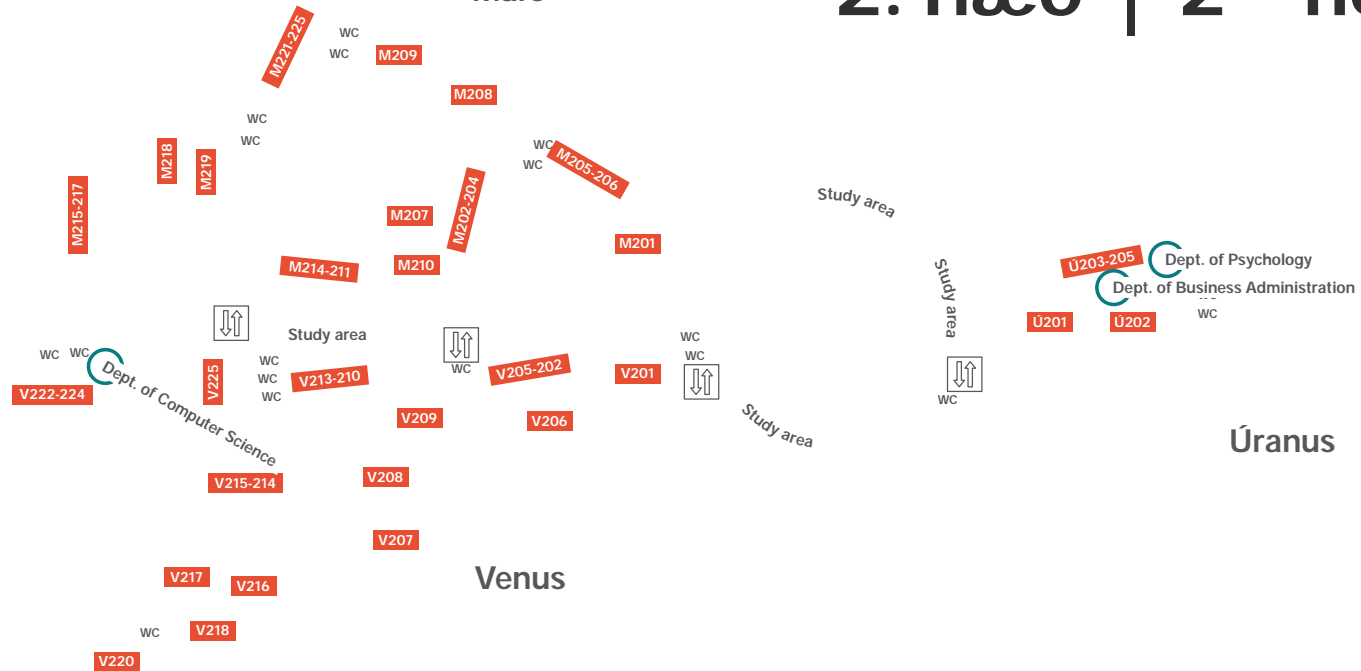 M221-225
WC
WC
M209
M208
WC
WC
M218
M219
WC
WC
M205-206
M215-217
M207
M202-204
M201
M214-211
M210
Study area
Study area
Ú203-205
Dept. of Psychology
Dept. of Business Administration
WC
Ú201
Ú202
Study area
WC
WC
Dept. of Computer Science
V222-224
V225
WC
WC
WC
V213-210
WC
V205-202
V201
WC
WC
WC
V209
V206
Study area
Úranus
V215-214
V208
V207
V217
V216
Venus
WC
V218
V220